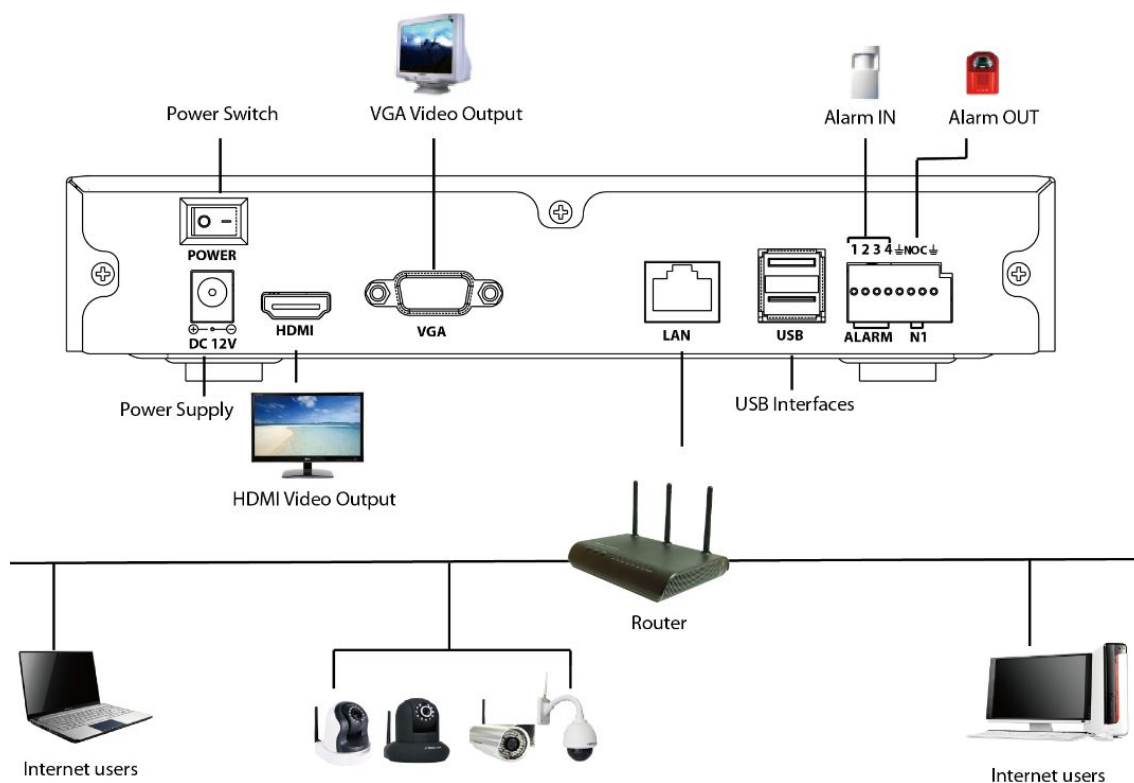 Power Switch
VGA Video Output
Alarm IN
Alarm OUT
POWER
1 2 3 4 ⏚NOC⏚
DC 12V
HDMI
VGA
LAN
USB
ALARM
N1
Power Supply
USB Interfaces
HDMI Video Output
Router
Internet users
Internet users